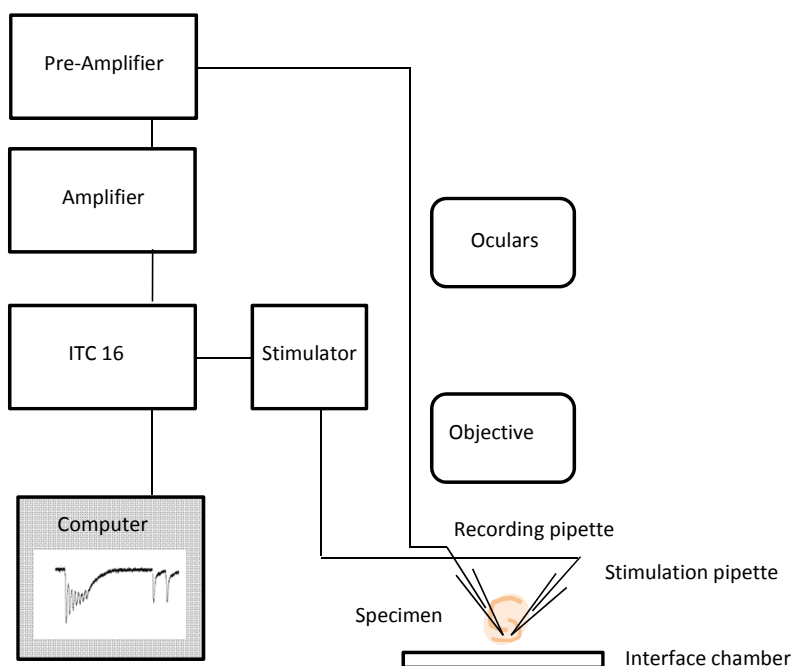 Pre-Amplifier
Amplifier
Oculars
ITC 16
Stimulator
Objective
Computer
Recording pipette
Stimulation pipette
Specimen
Interface chamber